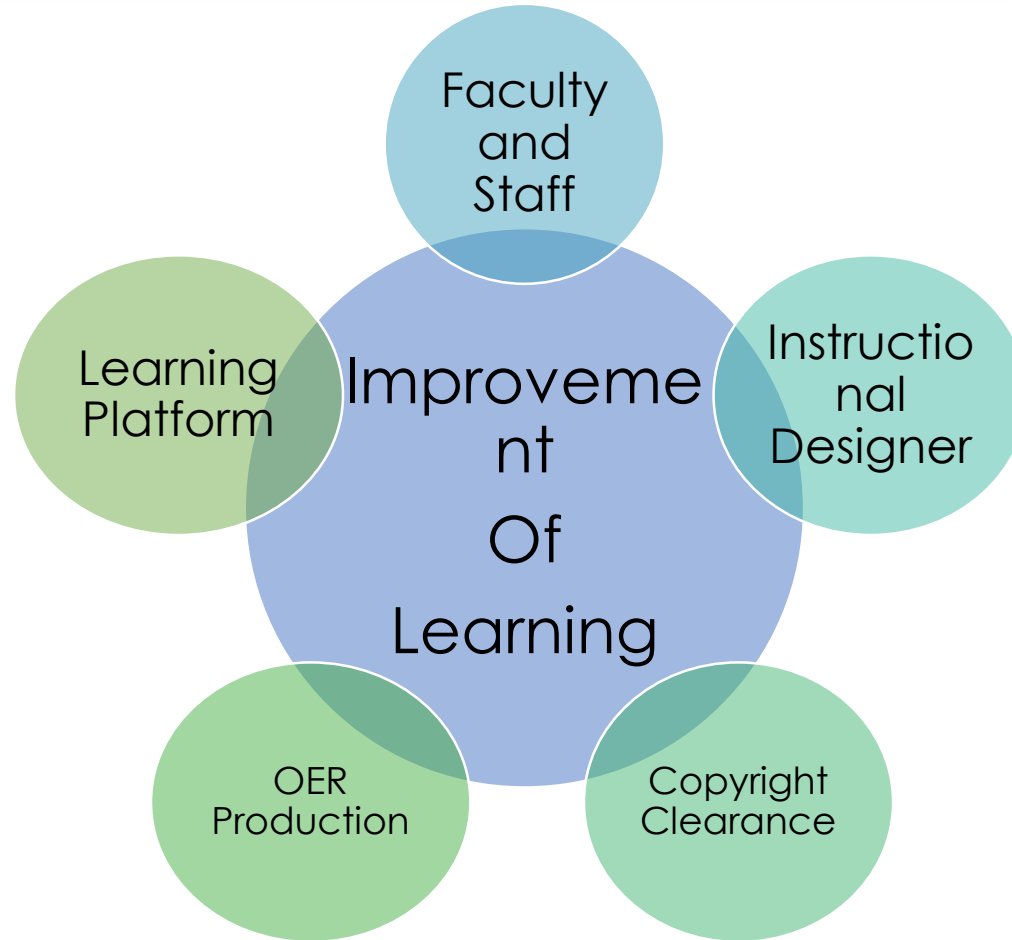 Faculty
and
Staff
Instructio
nal
Designer
Copyright
Clearance
OER
Production
Learning
Platform
Improveme
nt
Of
Learning